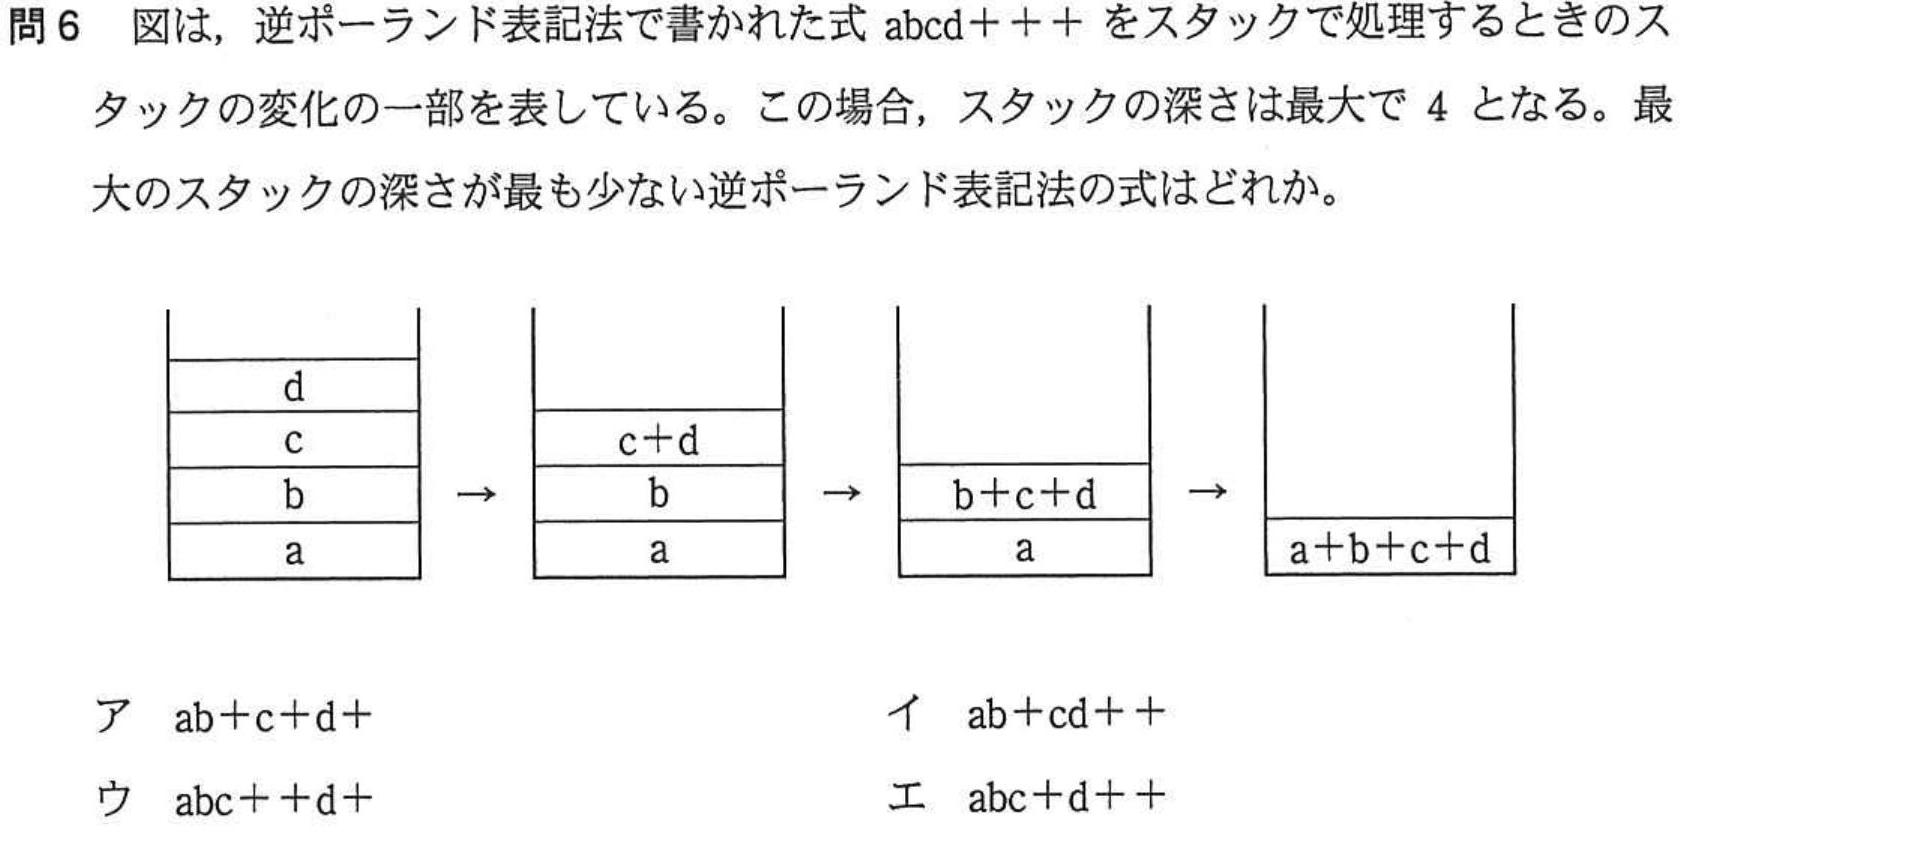 問6 図は，逆ポーランド表記法で書かれた式 abcd＋＋＋ をスタックで処理するときのス
タックの変化の一部を表している。この場合，スタックの深さは最大で 4 となる。最
大のスタックの深さが最も少ない逆ポーランド表記法の式はどれか。
d
c
b
a
→
c＋d
b
a
→
b＋c＋d
a
→
a＋b＋c＋d
ア ab＋c＋d＋
イ ab＋cd＋＋
ウ abc＋＋d＋
エ abc＋d＋＋